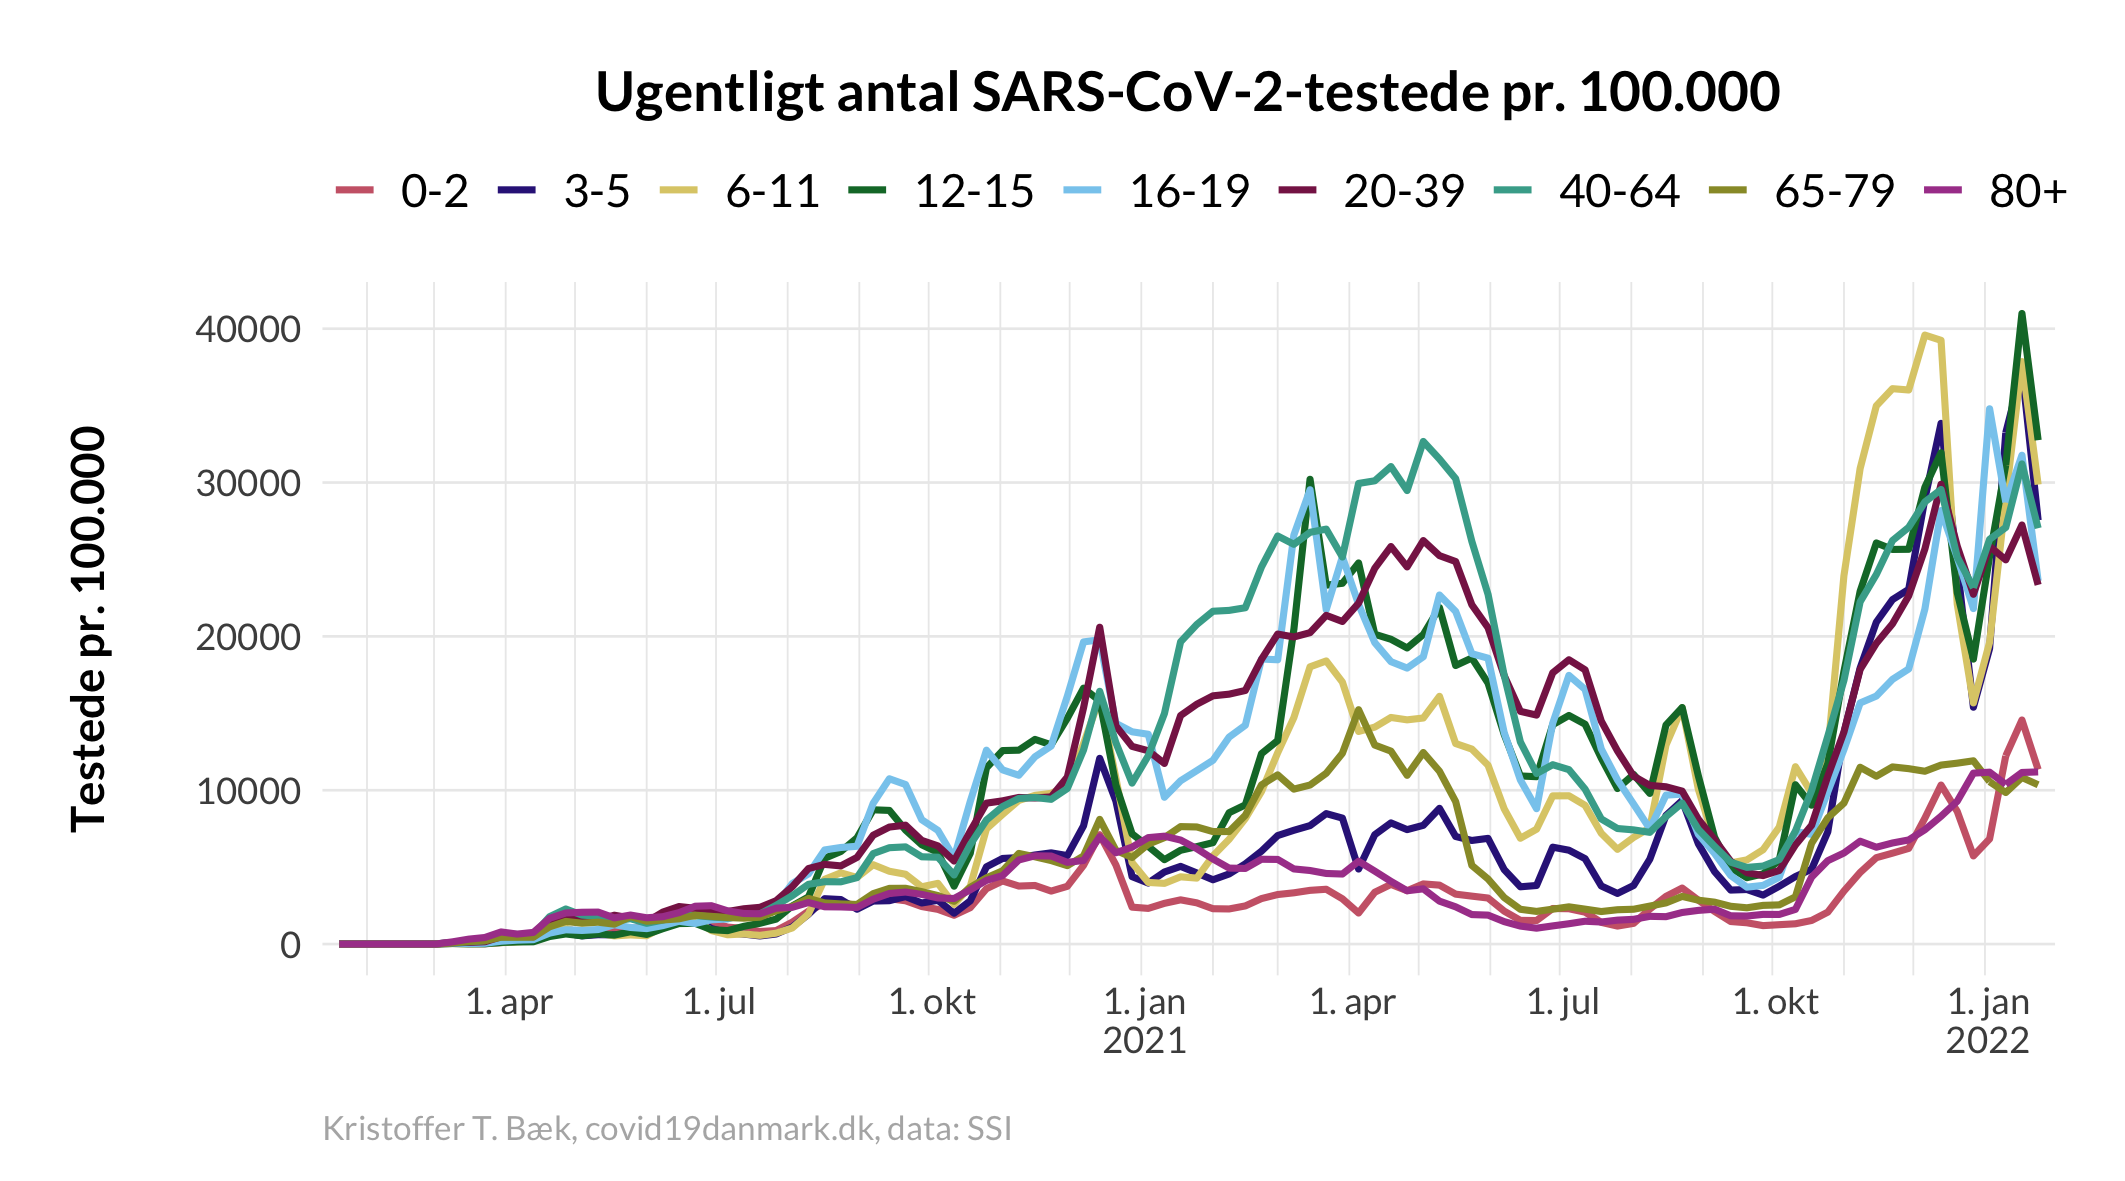 Ugentligt antal SARS-CoV-2-testede pr. 100.000
0-2 3-5 6-11 12-15 16-19 20-39 40-64 65-79 80+
Testede pr. 100.000
40000
30000
20000
10000
0
1. apr 1. jul 1. okt 1. jan 1. apr 1. jul 1. okt 1. jan
2021 2022
Kristoffer T. Bæk, covid19danmark.dk, data: SSI